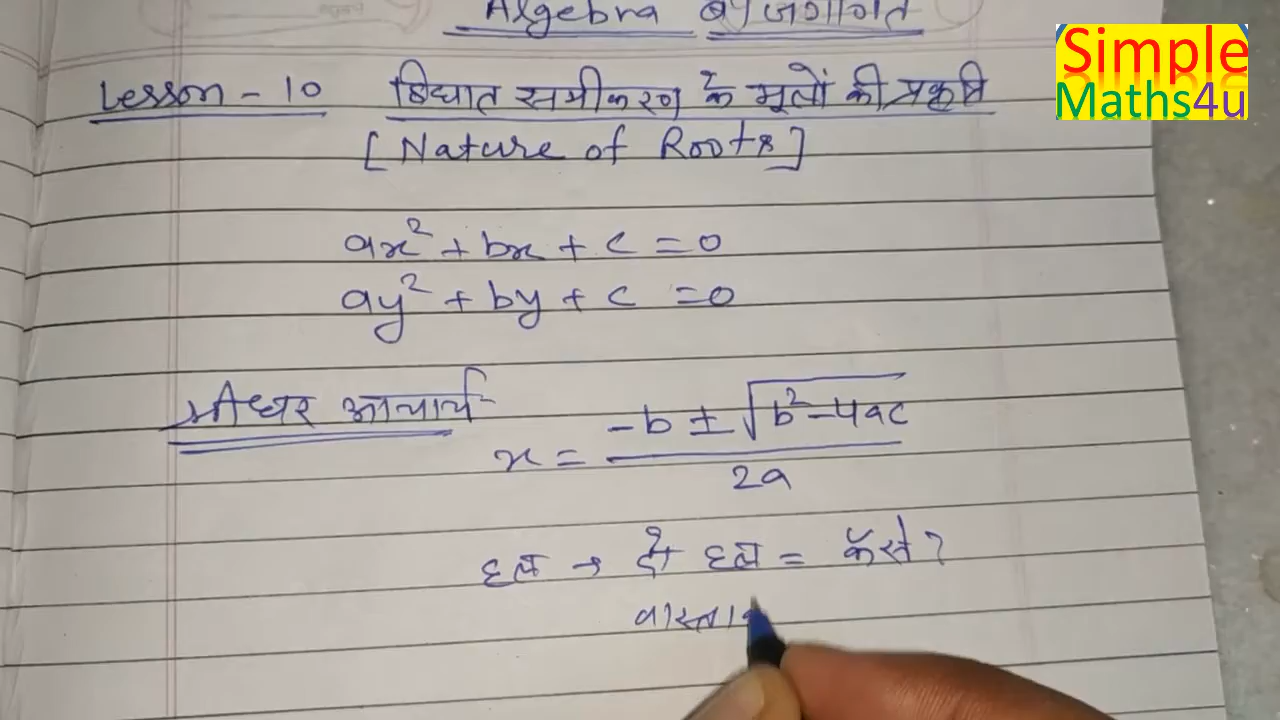 Algebra बीजगणित
Simple
Maths4u
Lesson - 10 द्विघात समीकरण के मूलों की प्रकृति
[Nature of Roots]
ax² + bx + c = 0
ay² + by + c = 0
श्रीधर आचार्य
x = (-b ± √(b² - 4ac)) / 2a
हल → दो हल = कैसे?